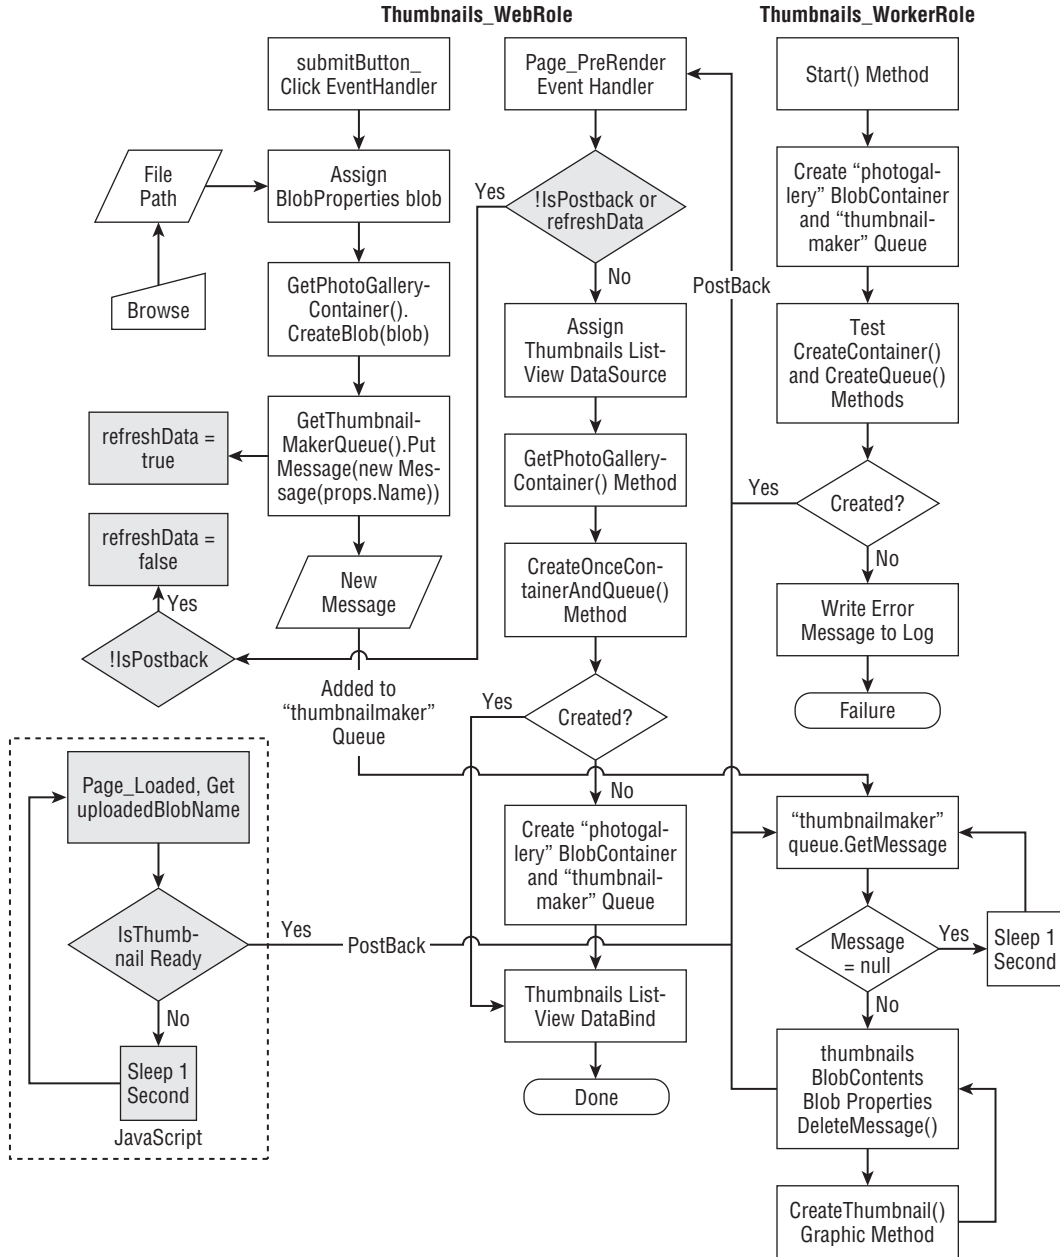 Thumbnails_WebRole
Thumbnails_WorkerRole
submitButton_
Click EventHandler
Page_PreRender
Event Handler
Start() Method
File
Path
Assign
BlobProperties blob
Yes
!IsPostback or
refreshData
Create “photogal-
lery” BlobContainer
and “thumbnail-
maker” Queue
Browse
GetPhotoGallery-
Container().
CreateBlob(blob)
No
PostBack
Assign
Thumbnails List-
View DataSource
Test
CreateContainer()
and CreateQueue()
Methods
refreshData =
true
GetThumbnail-
MakerQueue().Put
Message(new Mes-
sage(props.Name))
GetPhotoGallery-
Container() Method
Yes
Created?
No
refreshData =
false
Yes
New
Message
CreateOnceCon-
tainerAndQueue()
Method
Write Error
Message to Log
!IsPostback
Added to
“thumbnailmaker”
Queue
Yes
Created?
No
Failure
Page_Loaded, Get
uploadedBlobName
Create “photogal-
lery” BlobContainer
and “thumbnail-
maker” Queue
“thumbnailmaker”
queue.GetMessage
IsThumb-
nail Ready
Yes
PostBack
Message
= null
Yes
Sleep 1
Second
No
No
Thumbnails List-
View DataBind
Sleep 1
Second
JavaScript
Done
thumbnails
BlobContents
Blob Properties
DeleteMessage()
CreateThumbnail()
Graphic Method